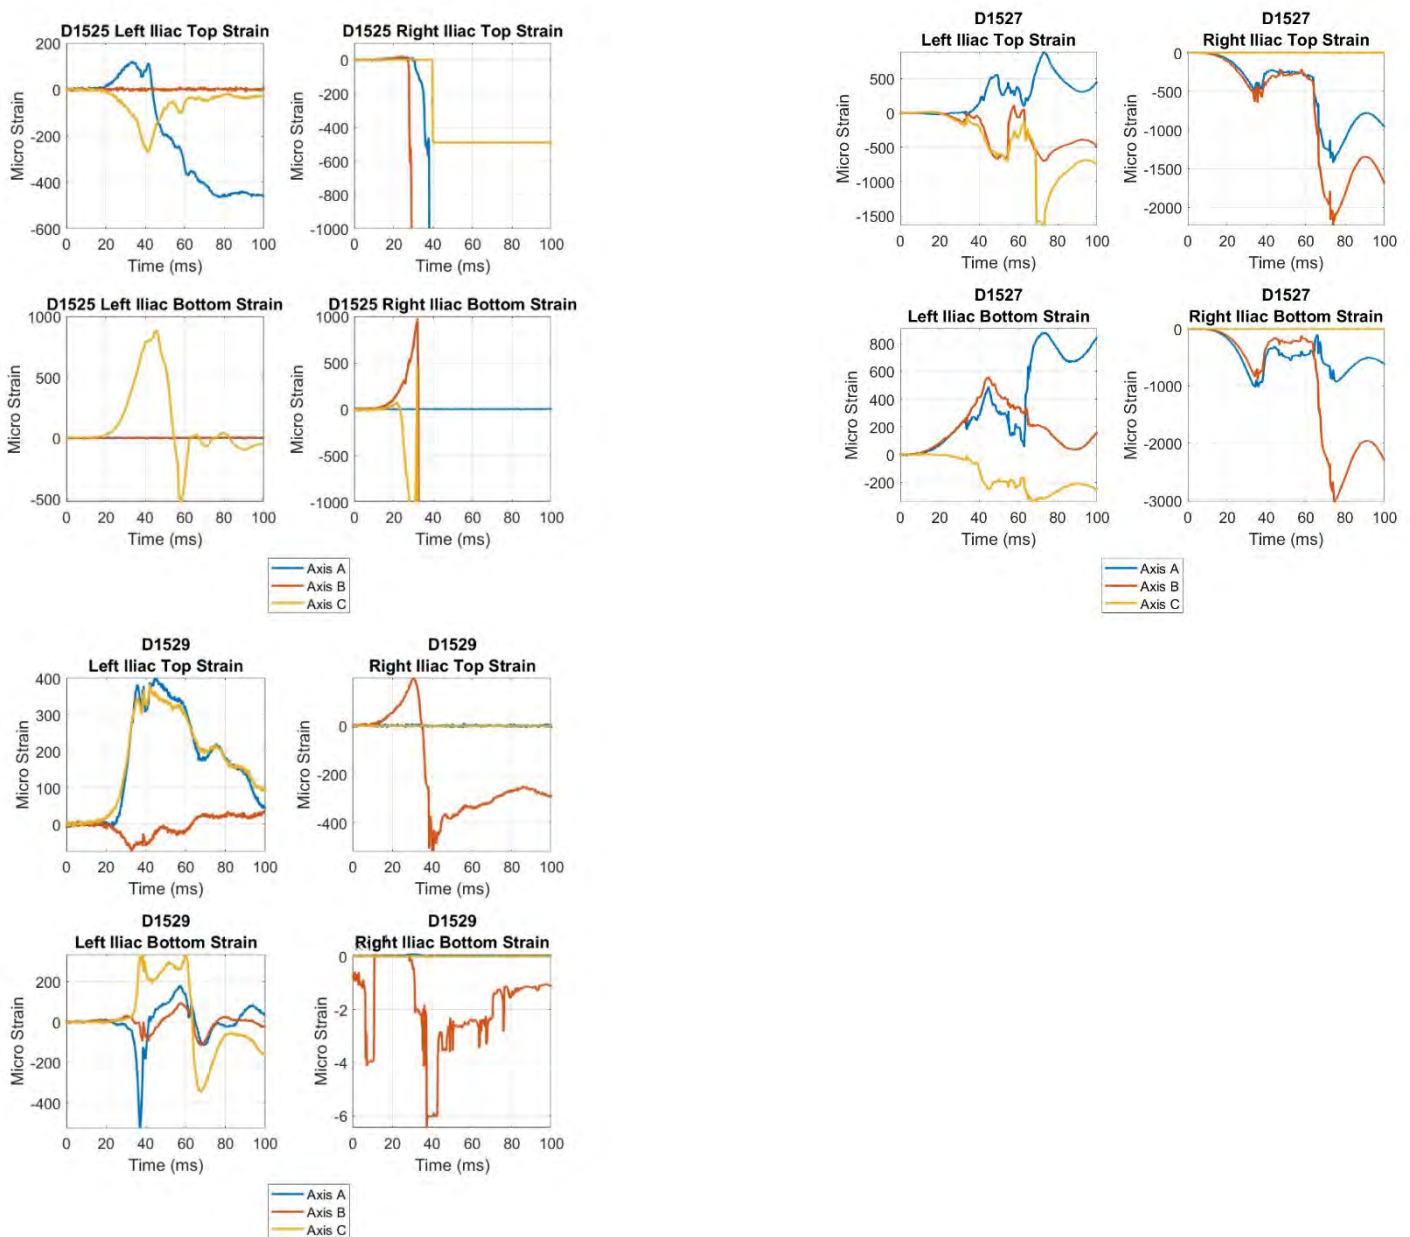 D1525 Left Iliac Top Strain
200
0
-200
-400
-600
Micro Strain
0 20 40 60 80 100
Time (ms)
D1525 Right Iliac Top Strain
0
-200
-400
-600
-800
-1000
Micro Strain
0 20 40 60 80 100
Time (ms)
D1525 Left Iliac Bottom Strain
1000
500
0
-500
Micro Strain
0 20 40 60 80 100
Time (ms)
D1525 Right Iliac Bottom Strain
1000
500
0
-500
-1000
Micro Strain
0 20 40 60 80 100
Time (ms)
Axis A
Axis B
Axis C
D1527
Left Iliac Top Strain
500
0
-500
-1000
-1500
Micro Strain
0 20 40 60 80 100
Time (ms)
D1527
Right Iliac Top Strain
0
-500
-1000
-1500
-2000
Micro Strain
0 20 40 60 80 100
Time (ms)
D1527
Left Iliac Bottom Strain
800
600
400
200
0
-200
Micro Strain
0 20 40 60 80 100
Time (ms)
D1527
Right Iliac Bottom Strain
0
-1000
-2000
-3000
Micro Strain
0 20 40 60 80 100
Time (ms)
Axis A
Axis B
Axis C
D1529
Left Iliac Top Strain
400
300
200
100
0
Micro Strain
0 20 40 60 80 100
Time (ms)
D1529
Right Iliac Top Strain
0
-200
-400
Micro Strain
0 20 40 60 80 100
Time (ms)
D1529
Left Iliac Bottom Strain
200
0
-200
-400
Micro Strain
0 20 40 60 80 100
Time (ms)
D1529
Right Iliac Bottom Strain
0
-2
-4
-6
Micro Strain
0 20 40 60 80 100
Time (ms)
Axis A
Axis B
Axis C